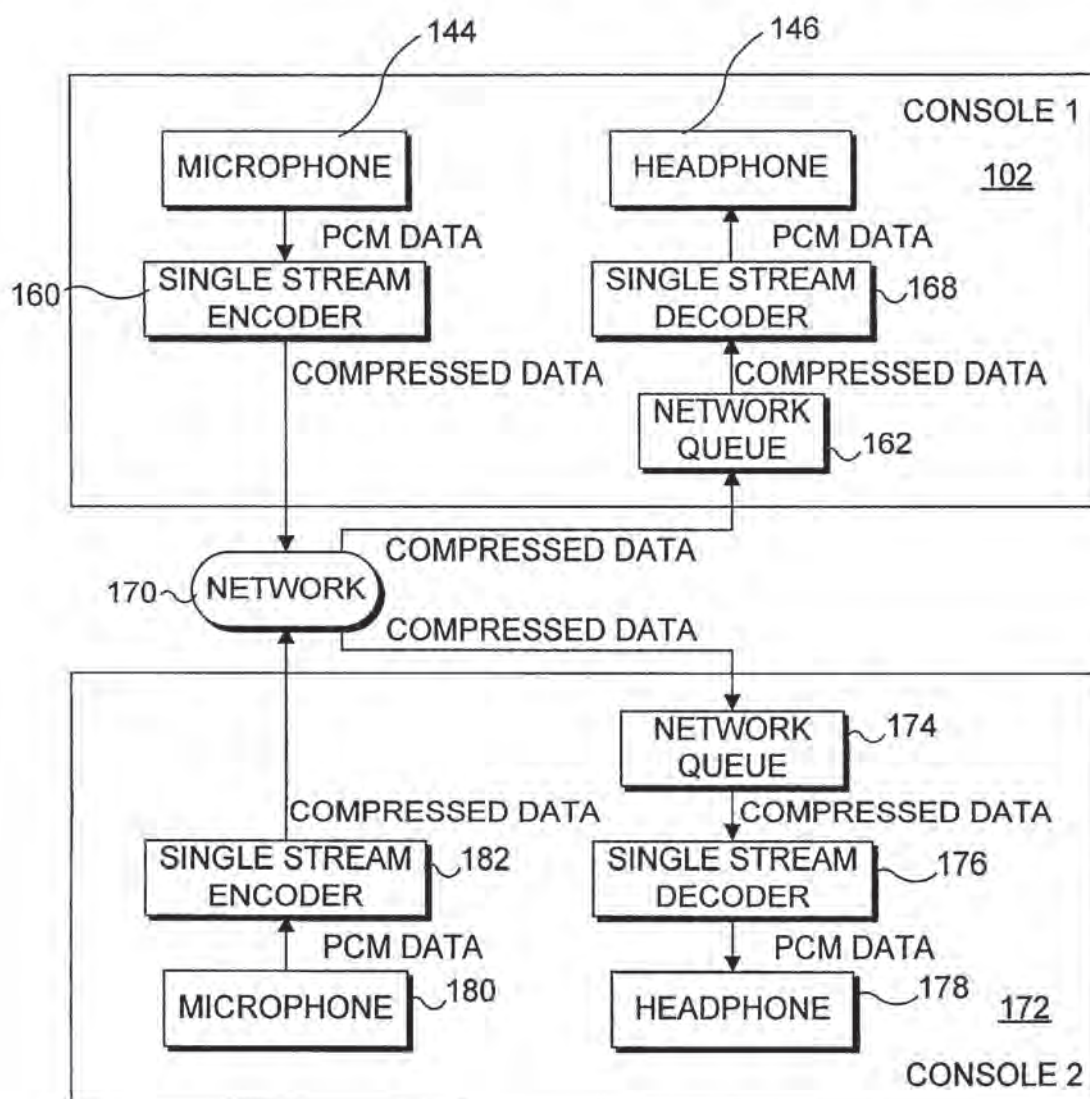 144
146
CONSOLE 1
102
MICROPHONE
HEADPHONE
PCM DATA
PCM DATA
160
SINGLE STREAM
ENCODER
SINGLE STREAM
DECODER
168
COMPRESSED DATA
COMPRESSED DATA
NETWORK
QUEUE
162
COMPRESSED DATA
170
NETWORK
COMPRESSED DATA
NETWORK
QUEUE
174
COMPRESSED DATA
COMPRESSED DATA
SINGLE STREAM
ENCODER
182
SINGLE STREAM
DECODER
176
PCM DATA
PCM DATA
MICROPHONE
180
HEADPHONE
178
172
CONSOLE 2